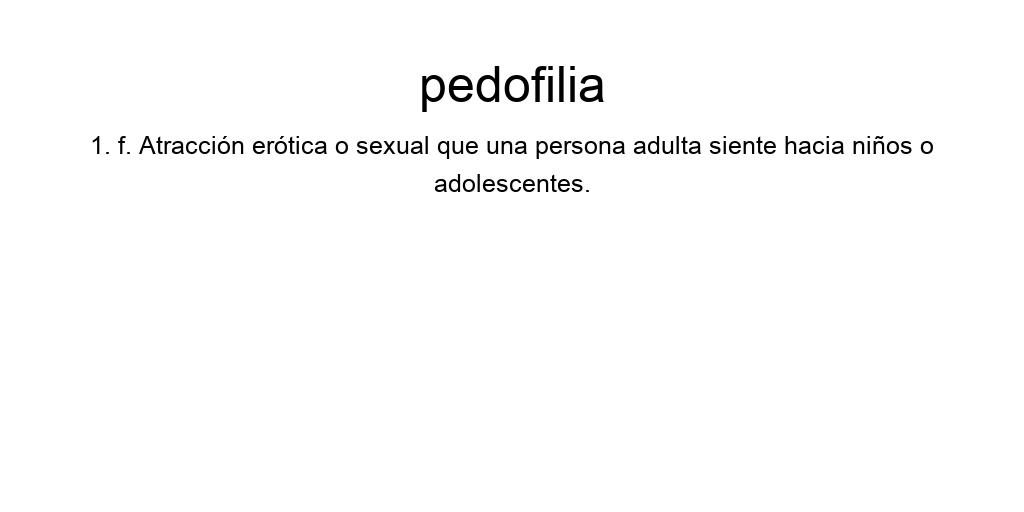 pedofilia
1. f. Atracción erótica o sexual que una persona adulta siente hacia niños o
adolescentes.